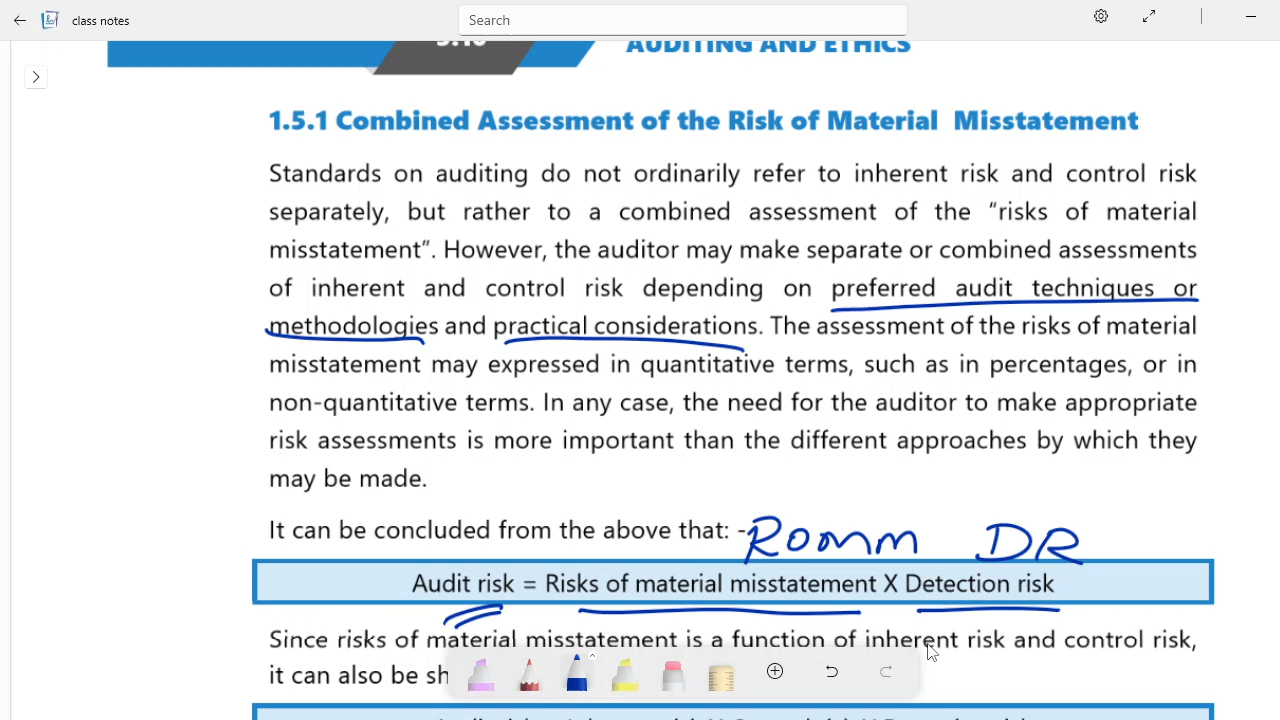 class notes
Search
AUDITING AND ETHICS
1.5.1 Combined Assessment of the Risk of Material Misstatement
Standards on auditing do not ordinarily refer to inherent risk and control risk
separately, but rather to a combined assessment of the “risks of material
misstatement”. However, the auditor may make separate or combined assessments
of inherent and control risk depending on preferred audit techniques or
methodologies and practical considerations. The assessment of the risks of material
misstatement may expressed in quantitative terms, such as in percentages, or in
non-quantitative terms. In any case, the need for the auditor to make appropriate
risk assessments is more important than the different approaches by which they
may be made.
It can be concluded from the above that: -
ROMM DR
Audit risk = Risks of material misstatement X Detection risk
Since risks of material misstatement is a function of inherent risk and control risk,
it can also be sh